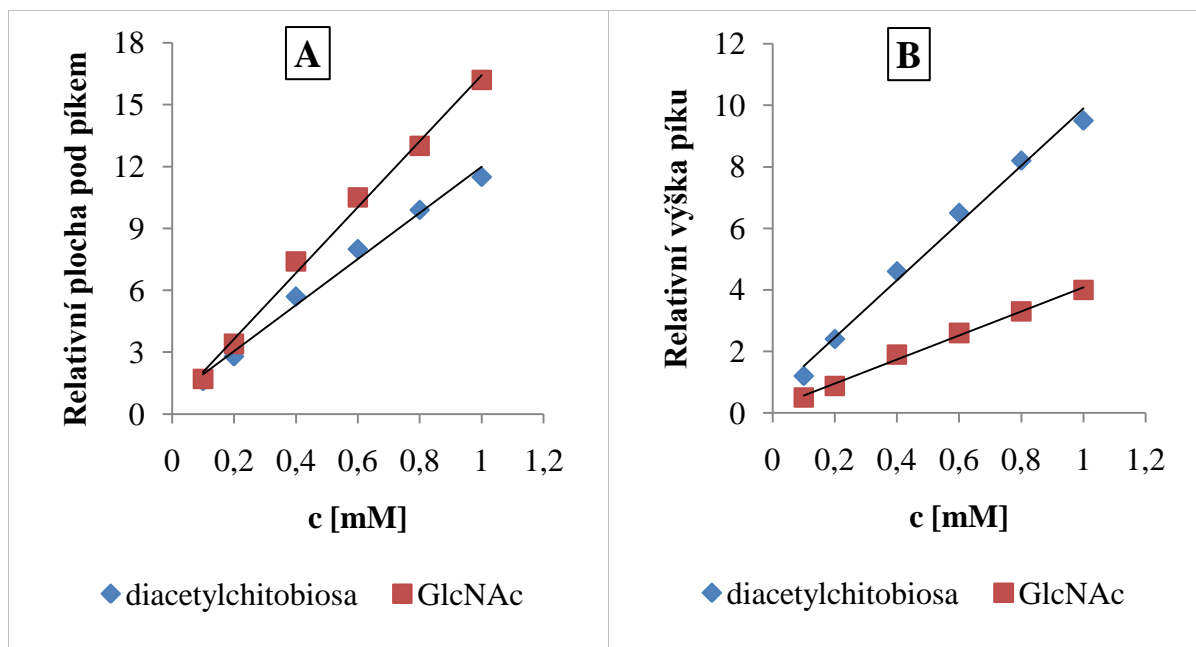 A
Relativní plocha pod píkem
18
15
12
9
6
3
0
0 0,2 0,4 0,6 0,8 1 1,2
c [mM]
diacetylchitobiosa GlcNAc
B
Relativní výška píku
12
10
8
6
4
2
0
0 0,2 0,4 0,6 0,8 1 1,2
c [mM]
diacetylchitobiosa GlcNAc